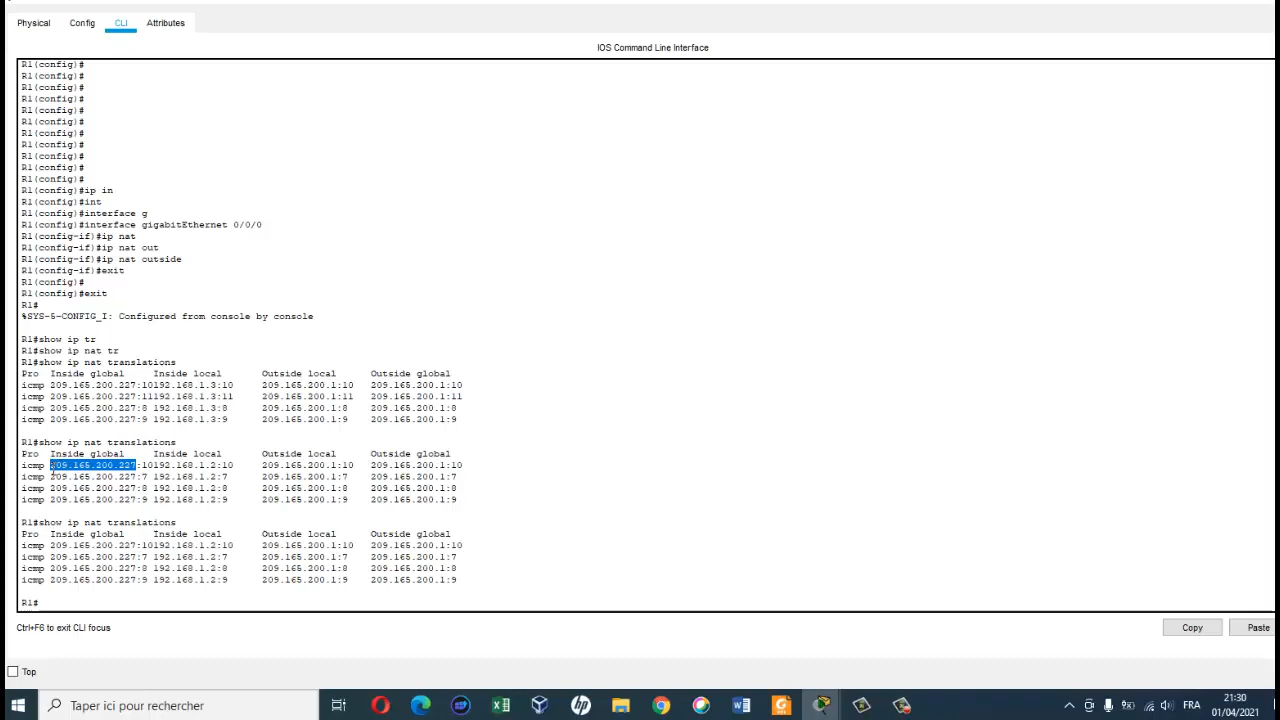 Physical Config CLI Attributes
IOS Command Line Interface
R1(config)#
R1(config)#
R1(config)#
R1(config)#
R1(config)#
R1(config)#
R1(config)#
R1(config)#
R1(config)#
R1(config)#
R1(config)#
R1(config)#ip in
R1(config)#int
R1(config)#interface g
R1(config)#interface gigabitEthernet 0/0/0
R1(config-if)#ip nat
R1(config-if)#ip nat out
R1(config-if)#ip nat outside
R1(config-if)#exit
R1(config)#
R1(config)#exit
R1#
%SYS-5-CONFIG_I: Configured from console by console
R1#show ip tr
R1#show ip nat tr
R1#show ip nat translations
Pro Inside global Inside local Outside local Outside global
icmp 209.165.200.227:10192.168.1.3:10 209.165.200.1:10 209.165.200.1:10
icmp 209.165.200.227:11192.168.1.3:11 209.165.200.1:11 209.165.200.1:11
icmp 209.165.200.227:8 192.168.1.3:8 209.165.200.1:8 209.165.200.1:8
icmp 209.165.200.227:9 192.168.1.3:9 209.165.200.1:9 209.165.200.1:9
R1#show ip nat translations
Pro Inside global Inside local Outside local Outside global
icmp 209.165.200.227:10192.168.1.2:10 209.165.200.1:10 209.165.200.1:10
icmp 209.165.200.227:7 192.168.1.2:7 209.165.200.1:7 209.165.200.1:7
icmp 209.165.200.227:8 192.168.1.2:8 209.165.200.1:8 209.165.200.1:8
icmp 209.165.200.227:9 192.168.1.2:9 209.165.200.1:9 209.165.200.1:9
R1#show ip nat translations
Pro Inside global Inside local Outside local Outside global
icmp 209.165.200.227:10192.168.1.2:10 209.165.200.1:10 209.165.200.1:10
icmp 209.165.200.227:7 192.168.1.2:7 209.165.200.1:7 209.165.200.1:7
icmp 209.165.200.227:8 192.168.1.2:8 209.165.200.1:8 209.165.200.1:8
icmp 209.165.200.227:9 192.168.1.2:9 209.165.200.1:9 209.165.200.1:9
R1#
Ctrl+F6 to exit CLI focus
Copy Paste
Top
Taper ici pour rechercher
FRA
21:30
01/04/2021